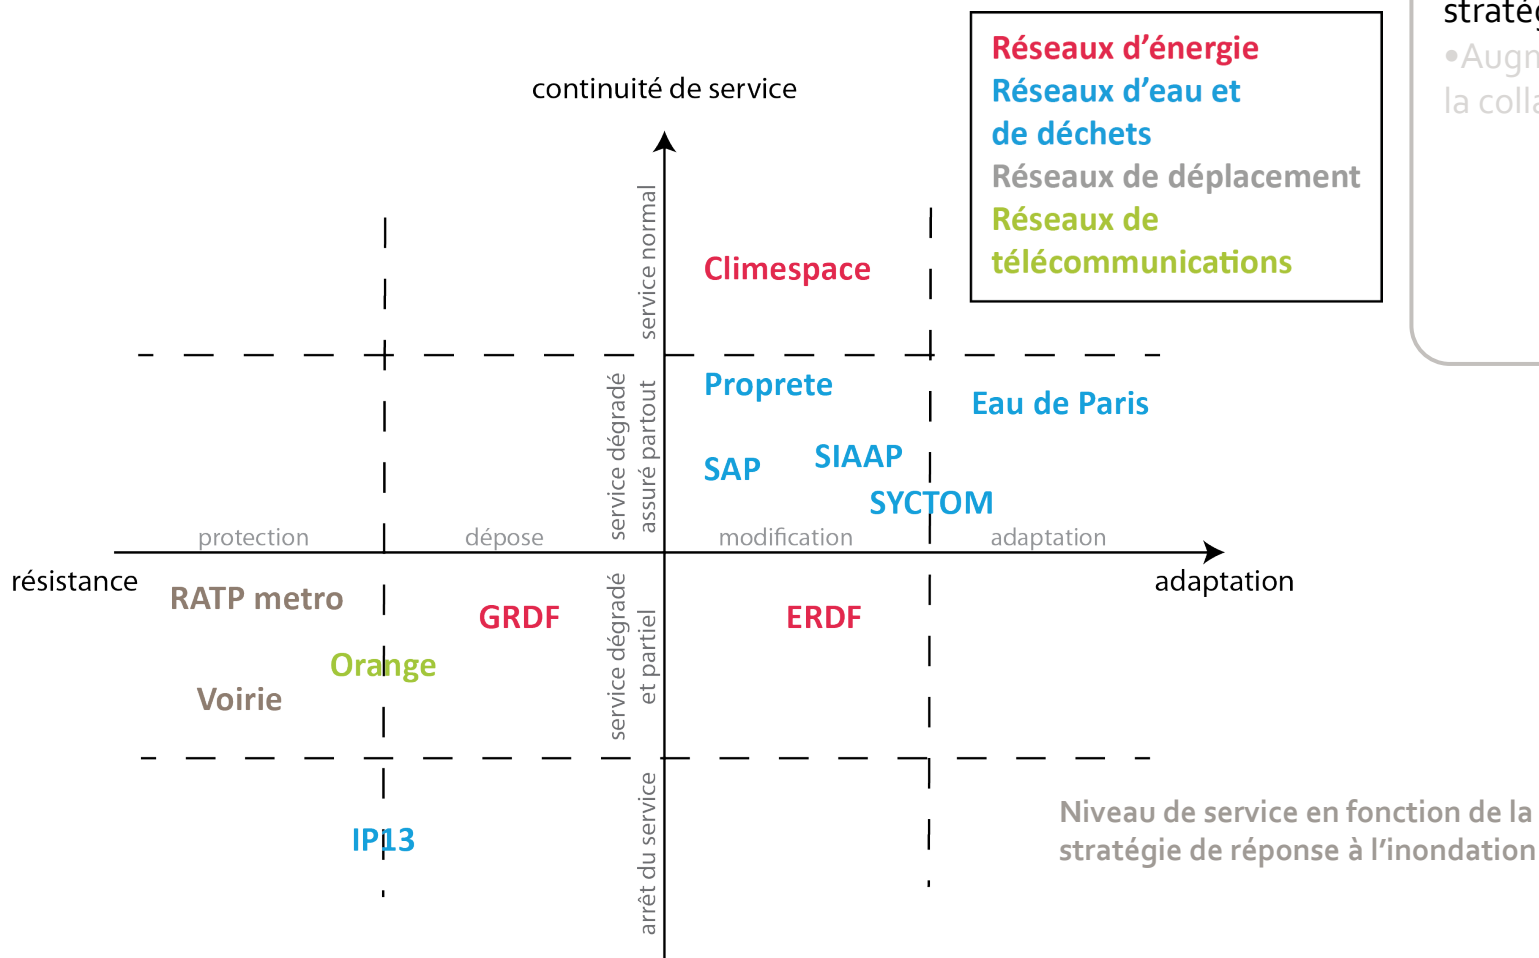 stratég
•Augm
la colla
Réseaux d’énergie
Réseaux d’eau et
de déchets
Réseaux de déplacement
Réseaux de
télécommunications
continuité de service
service normal
Climespace
service dégradé
assuré partout
Proprete
Eau de Paris
SAP
SIAAP
SYCTOM
protection
dépose
modification
adaptation
résistance
adaptation
RATP metro
GRDF
service dégradé
et partiel
ERDF
Orange
Voirie
IP13
arrêt du service
Niveau de service en fonction de la
stratégie de réponse à l’inondation